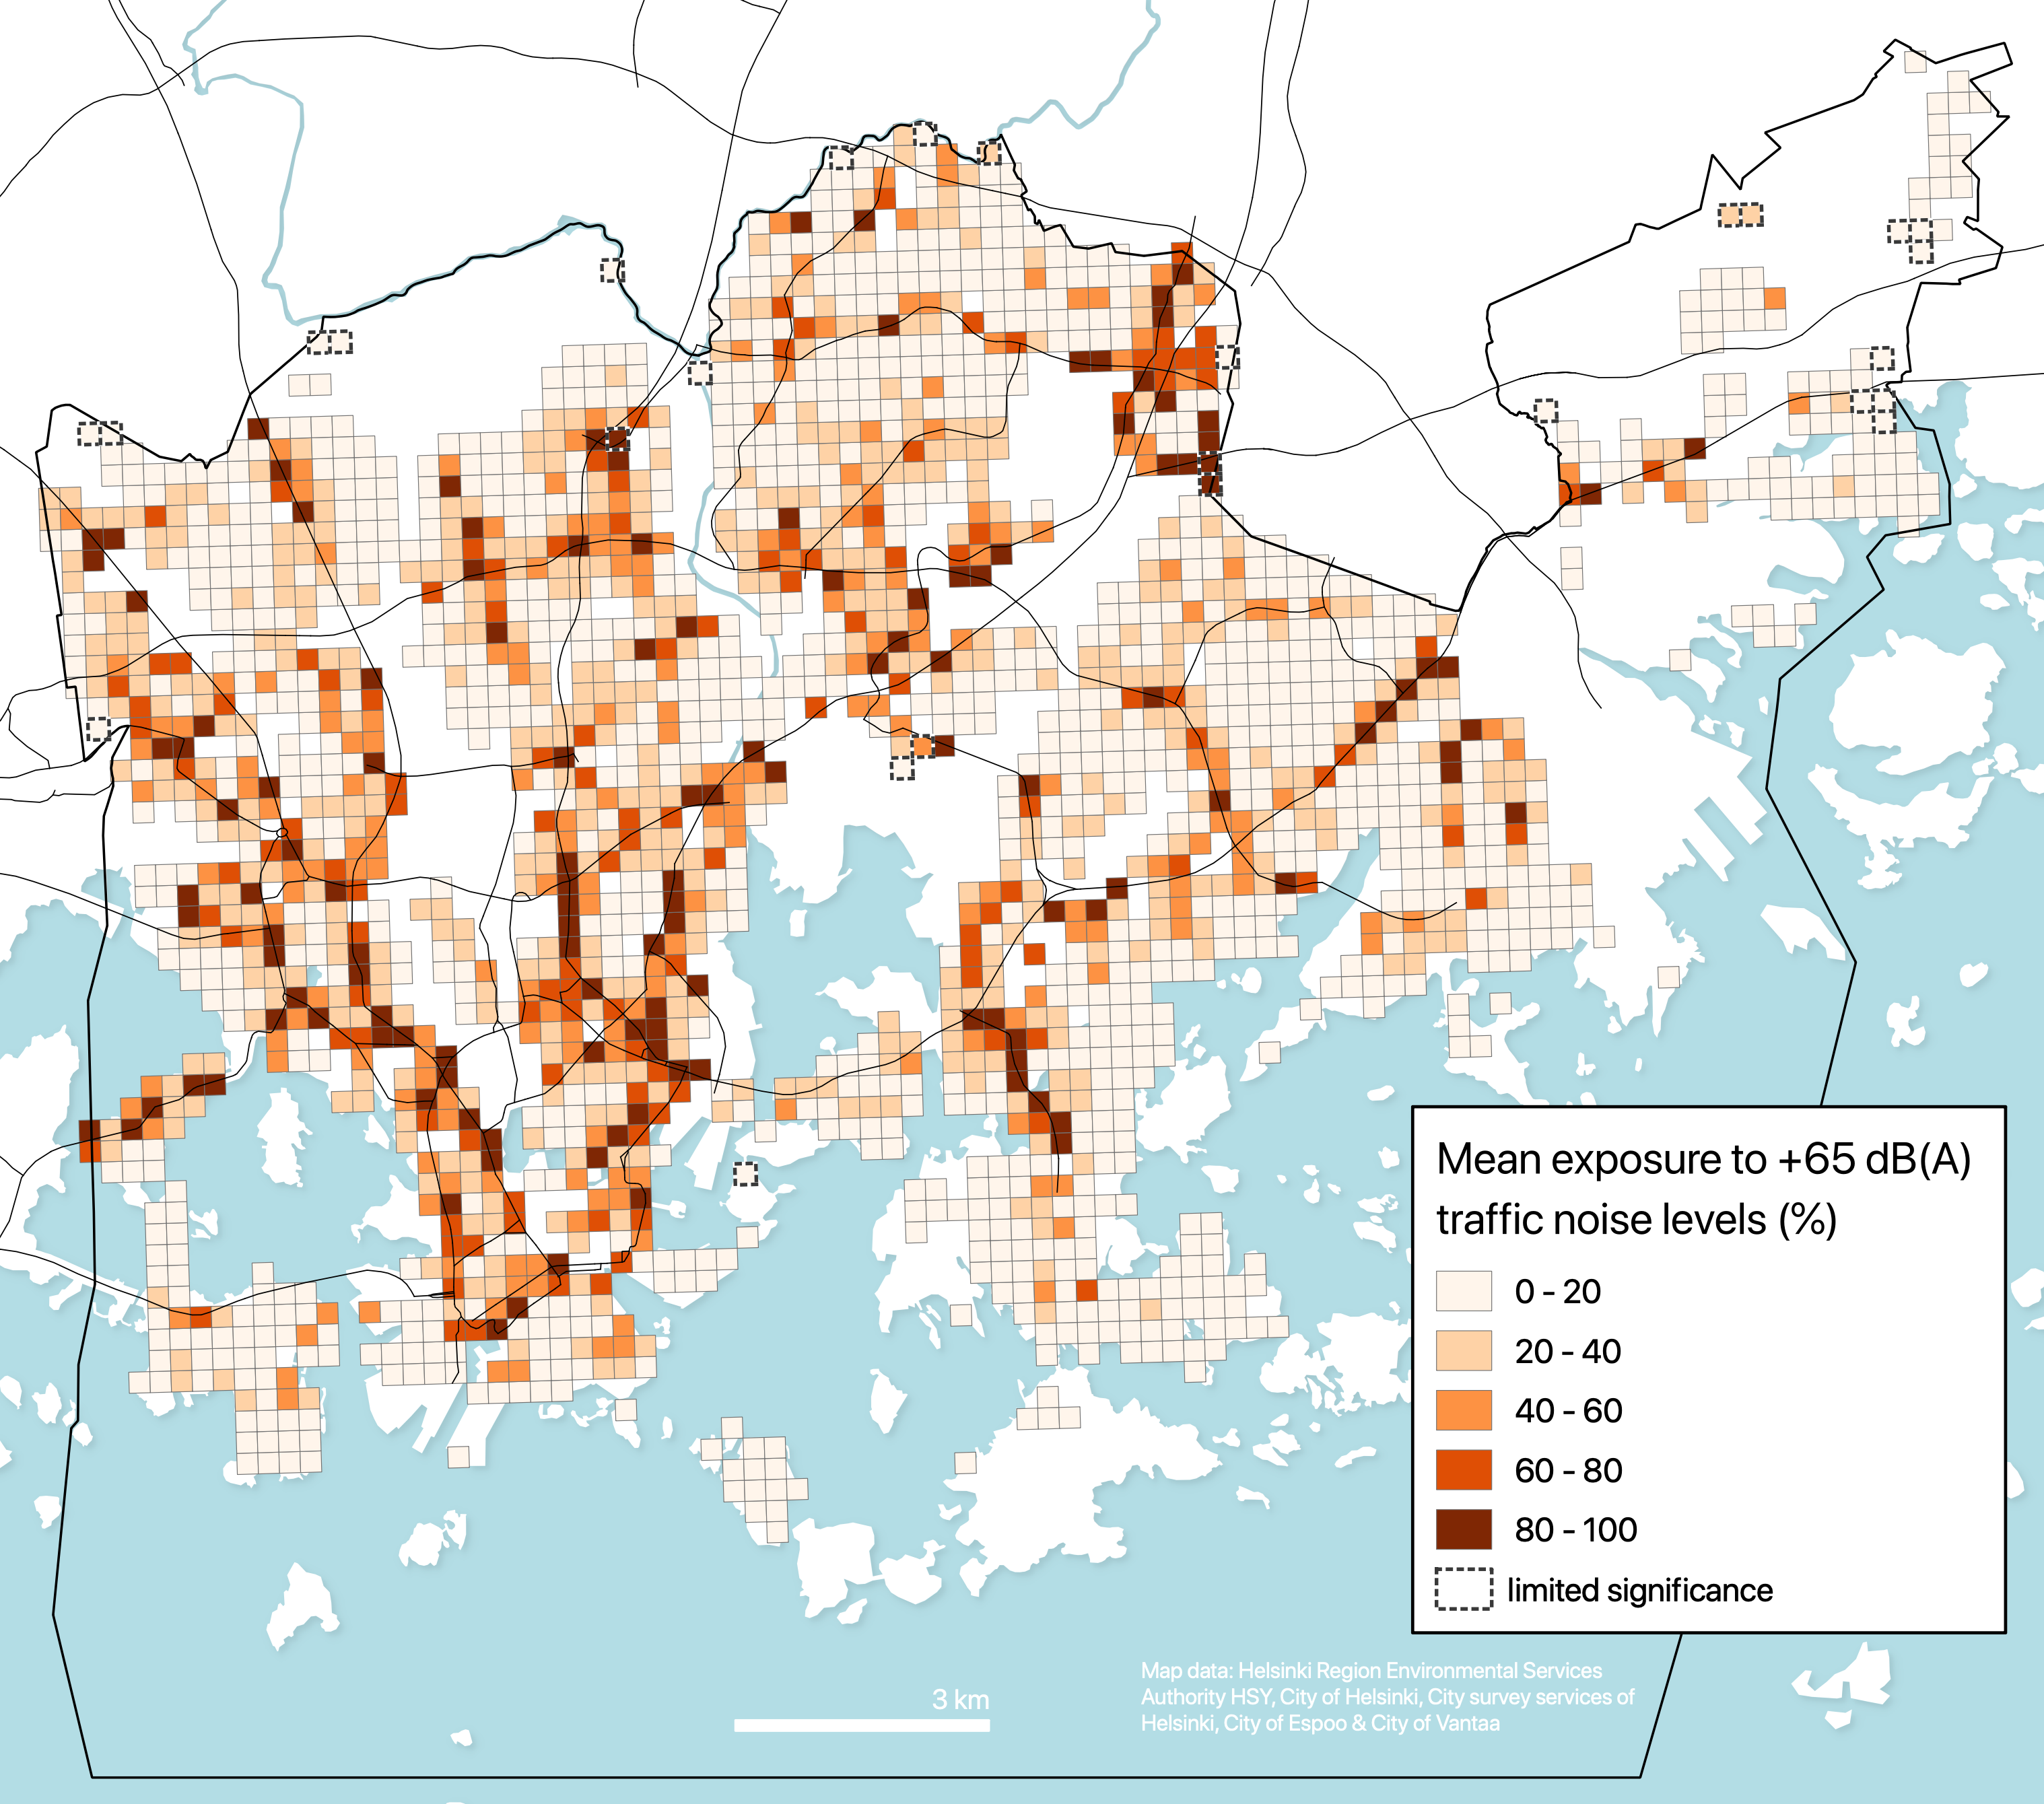 Mean exposure to +65 dB(A)
traffic noise levels (%)
0 - 20
20 - 40
40 - 60
60 - 80
80 - 100
limited significance
3 km
Map data: Helsinki Region Environmental Services
Authority HSY, City of Helsinki, City survey services of
Helsinki, City of Espoo & City of Vantaa